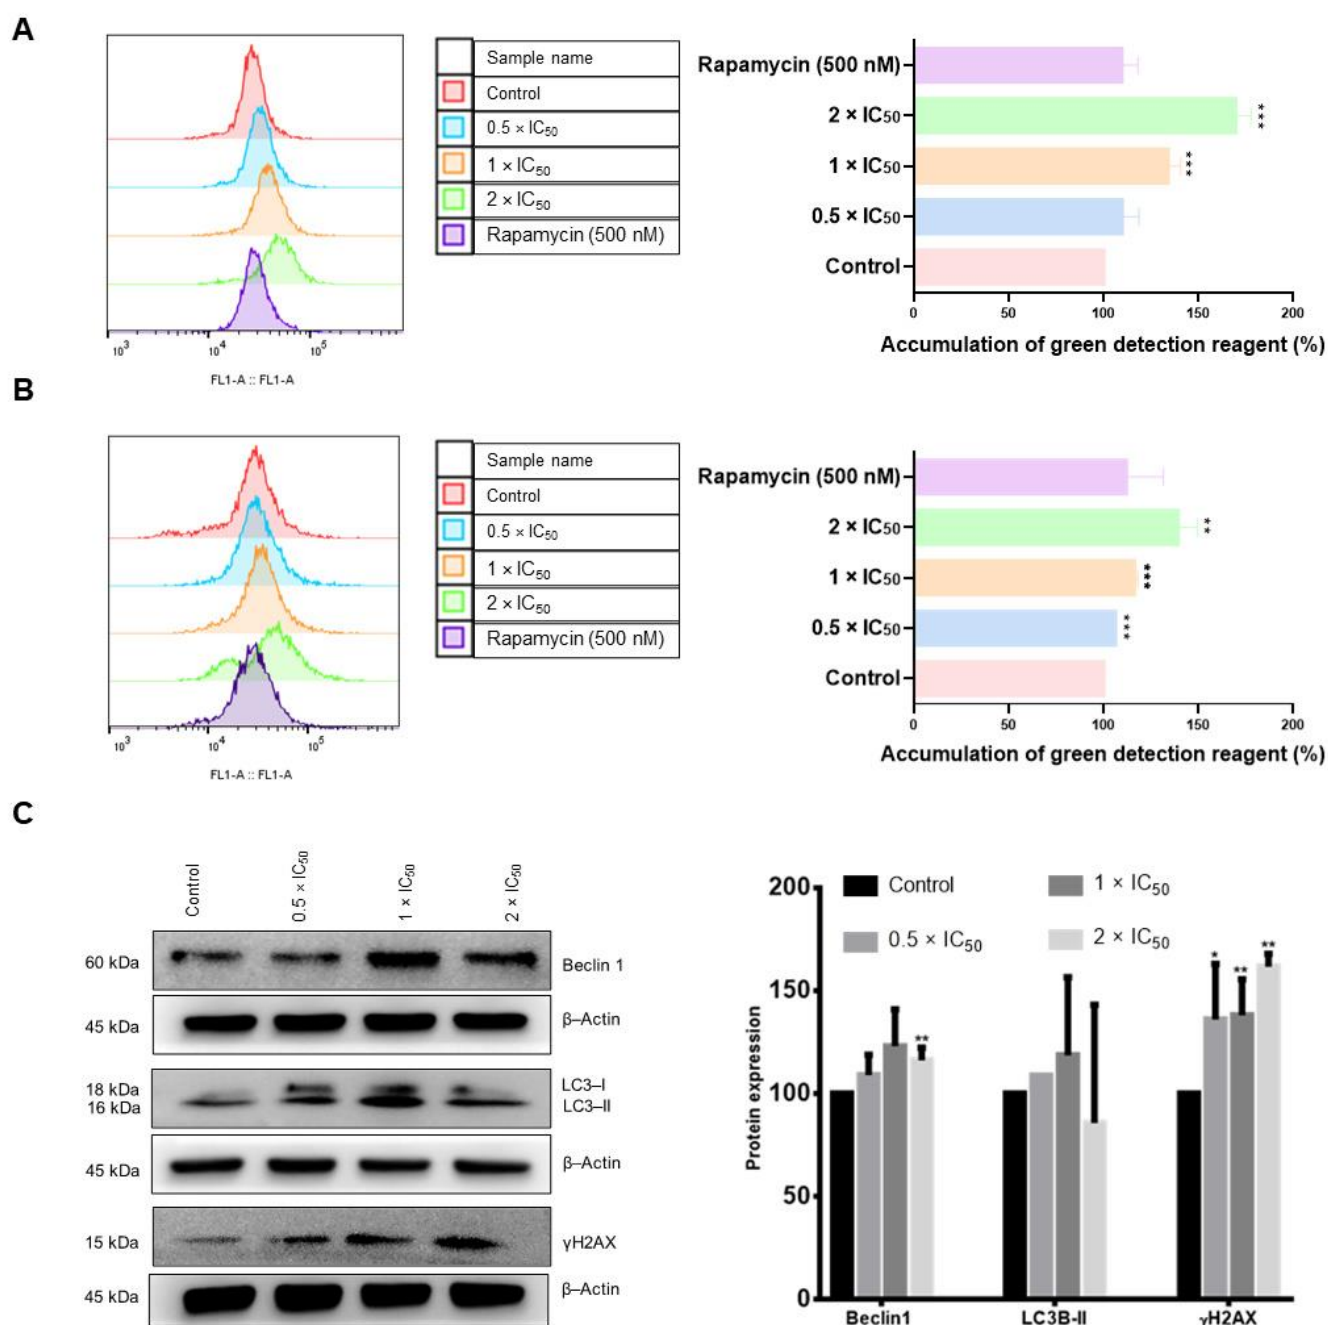 A
Sample name
Control
0.5 × IC50
1 × IC50
2 × IC50
Rapamycin (500 nM)
10³ 10⁴ 10⁵
FL1-A :: FL1-A
Rapamycin (500 nM)
2 × IC50
***
1 × IC50
***
0.5 × IC50
Control
0 50 100 150 200
Accumulation of green detection reagent (%)
B
Sample name
Control
0.5 × IC50
1 × IC50
2 × IC50
Rapamycin (500 nM)
10³ 10⁴ 10⁵
FL1-A :: FL1-A
Rapamycin (500 nM)
2 × IC50
**
1 × IC50
***
0.5 × IC50
***
Control
0 50 100 150 200
Accumulation of green detection reagent (%)
C
Control 0.5 × IC50 1 × IC50 2 × IC50
60 kDa Beclin 1
45 kDa β–Actin
18 kDa LC3–I
16 kDa LC3–II
45 kDa β–Actin
15 kDa γH2AX
45 kDa β–Actin
Protein expression
200
150
100
50
0
Control 1 × IC50
0.5 × IC50 2 × IC50
** * ** **
Beclin1 LC3B-II γH2AX